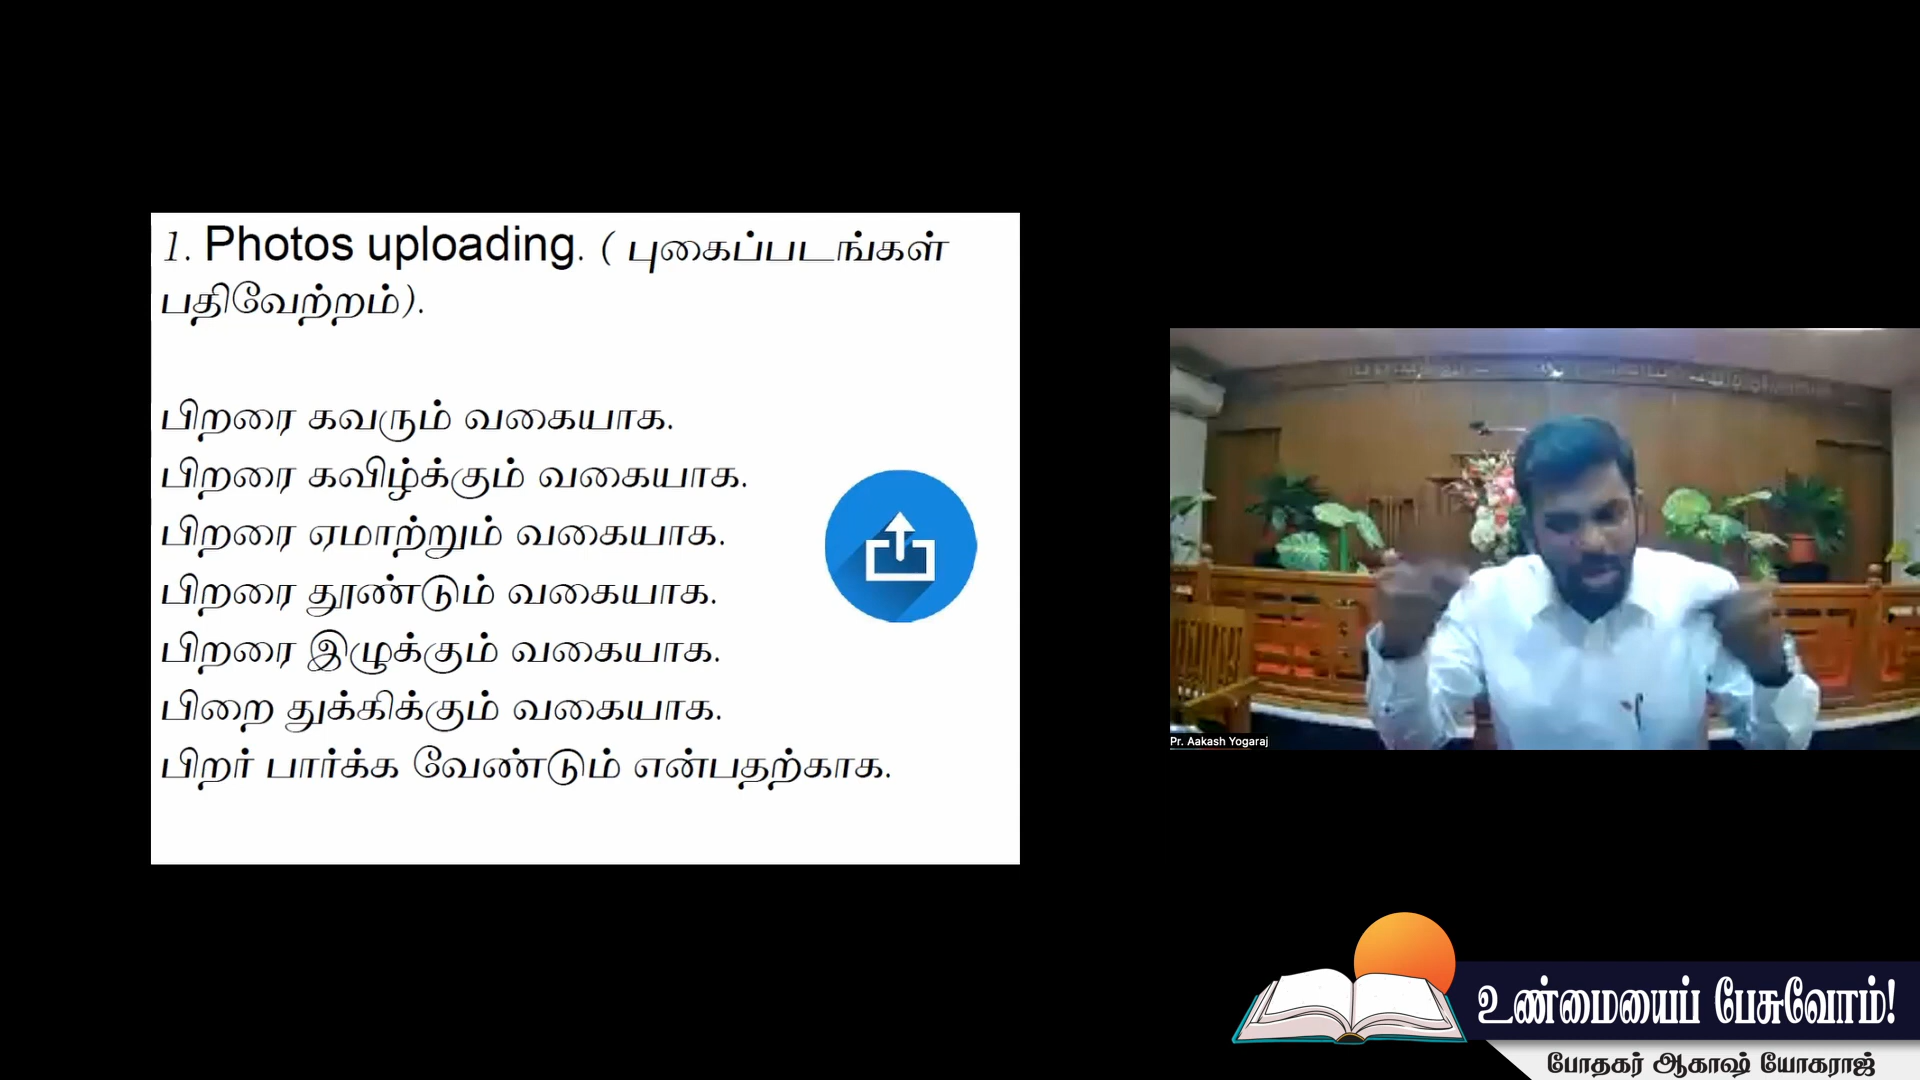 1. Photos uploading. ( புகைப்படங்கள்
பதிவேற்றம்).
பிறரை கவரும் வகையாக.
பிறரை கவிழ்க்கும் வகையாக.
பிறரை ஏமாற்றும் வகையாக.
பிறரை தூண்டும் வகையாக.
பிறரை இழுக்கும் வகையாக.
பிறை துக்கிக்கும் வகையாக.
பிறர் பார்க்க வேண்டும் என்பதற்காக.
Pr. Aakash Yogaraj
உண்மையைப் பேசுவோம்!
போதகர் ஆகாஷ் யோகராஜ்